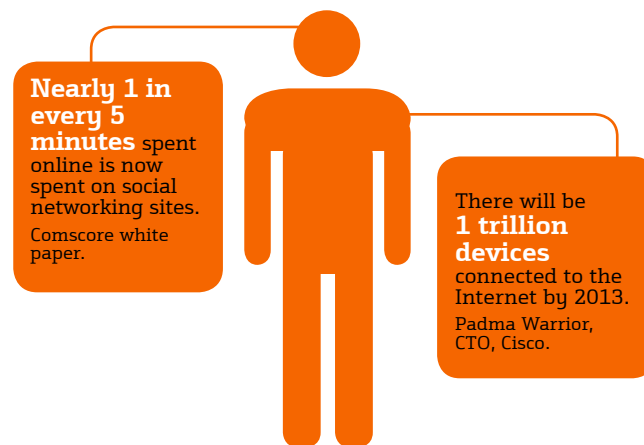 Nearly 1 in
every 5
minutes spent
online is now
spent on social
networking sites.
Comscore white
paper.
There will be
1 trillion
devices
connected to the
Internet by 2013.
Padma Warrior,
CTO, Cisco.